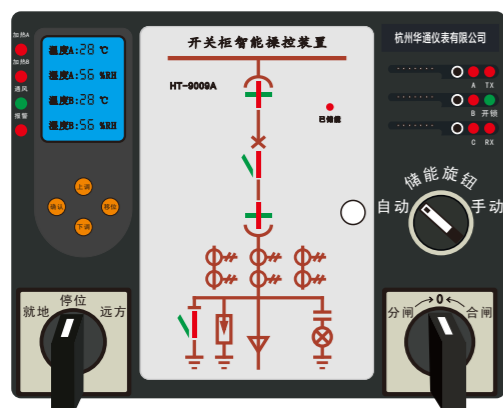 开关柜智能操控装置
杭州华通仪表有限公司
HT-9009A
加热A
加热B
通风
报警
温度A:28 ℃
湿度A:56 %RH
温度B:28 ℃
湿度B:56 %RH
上调
确认
移位
下调
已储能
A TX
B 开锁
C RX
储能旋钮
自动 手动
停位
就地 远方
0
分闸 合闸